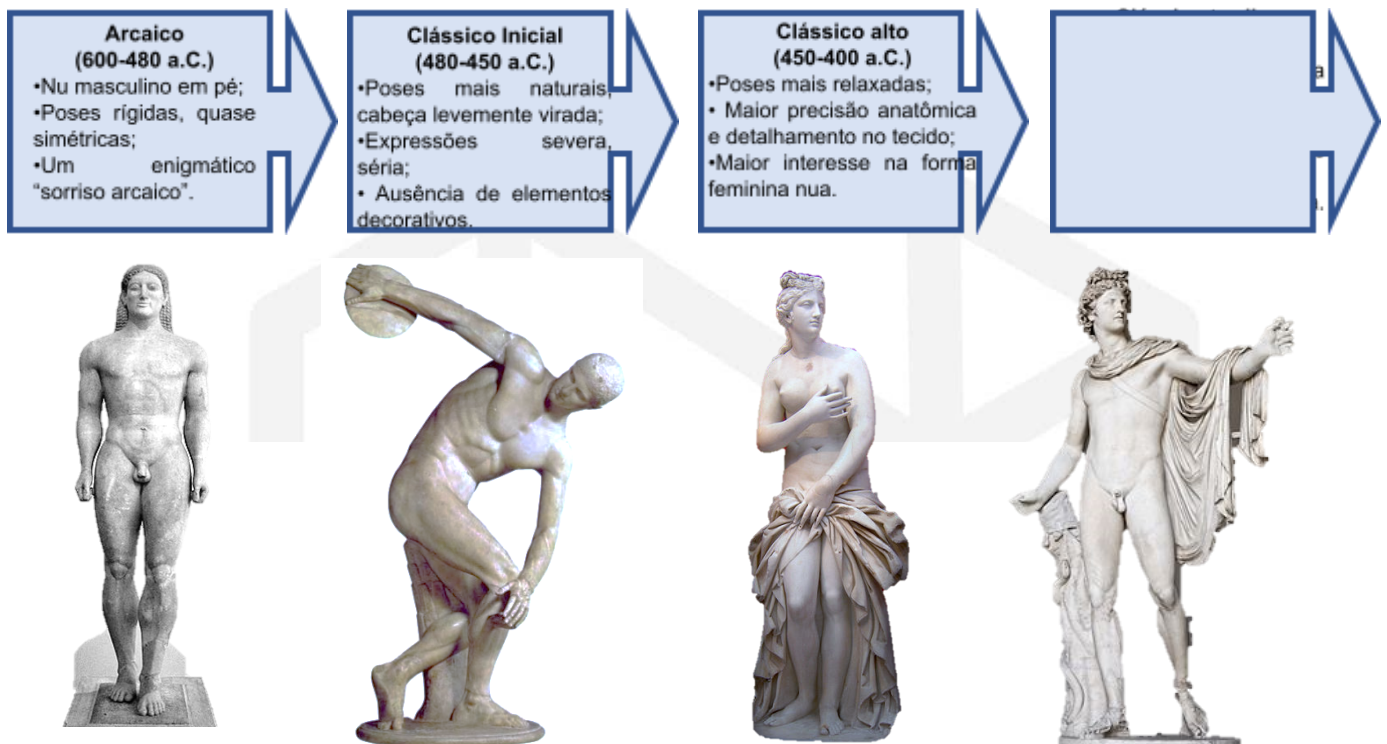 Arcaico
(600-480 a.C.)
•Nu masculino em pé;
•Poses rígidas, quase
simétricas;
•Um enigmático
“sorriso arcaico”.
Clássico Inicial
(480-450 a.C.)
•Poses mais naturais,
cabeça levemente virada;
•Expressões severa,
séria;
• Ausência de elementos
decorativos.
Clássico alto
(450-400 a.C.)
•Poses mais relaxadas;
• Maior precisão anatômica
e detalhamento no tecido;
•Maior interesse na forma
feminina nua.